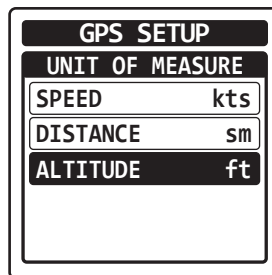 GPS SETUP
UNIT OF MEASURE
SPEED kts
DISTANCE sm
ALTITUDE ft